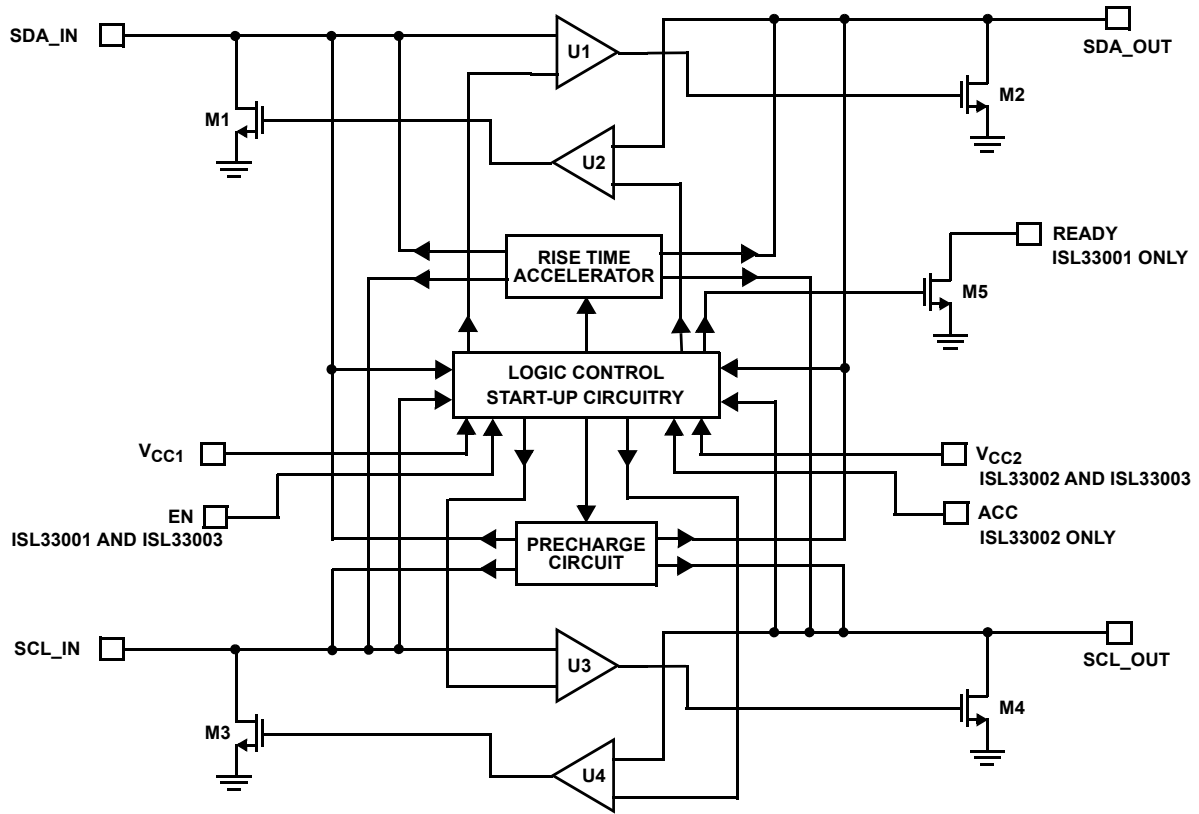 SDA_IN
U1
SDA_OUT
M1
M2
U2
RISE TIME
ACCELERATOR
READY
ISL33001 ONLY
M5
LOGIC CONTROL
START-UP CIRCUITRY
VCC1
VCC2
ISL33002 AND ISL33003
EN
ISL33001 AND ISL33003
ACC
ISL33002 ONLY
PRECHARGE
CIRCUIT
SCL_IN
U3
SCL_OUT
M3
M4
U4